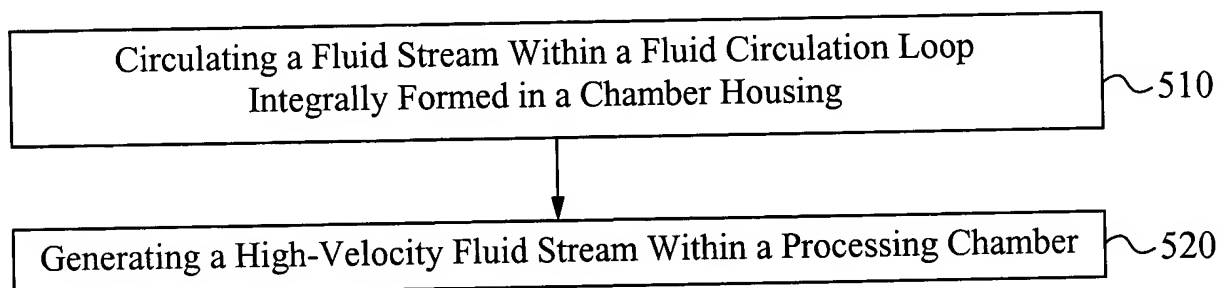 Circulating a Fluid Stream Within a Fluid Circulation Loop
Integrally Formed in a Chamber Housing
510
Generating a High-Velocity Fluid Stream Within a Processing Chamber
520